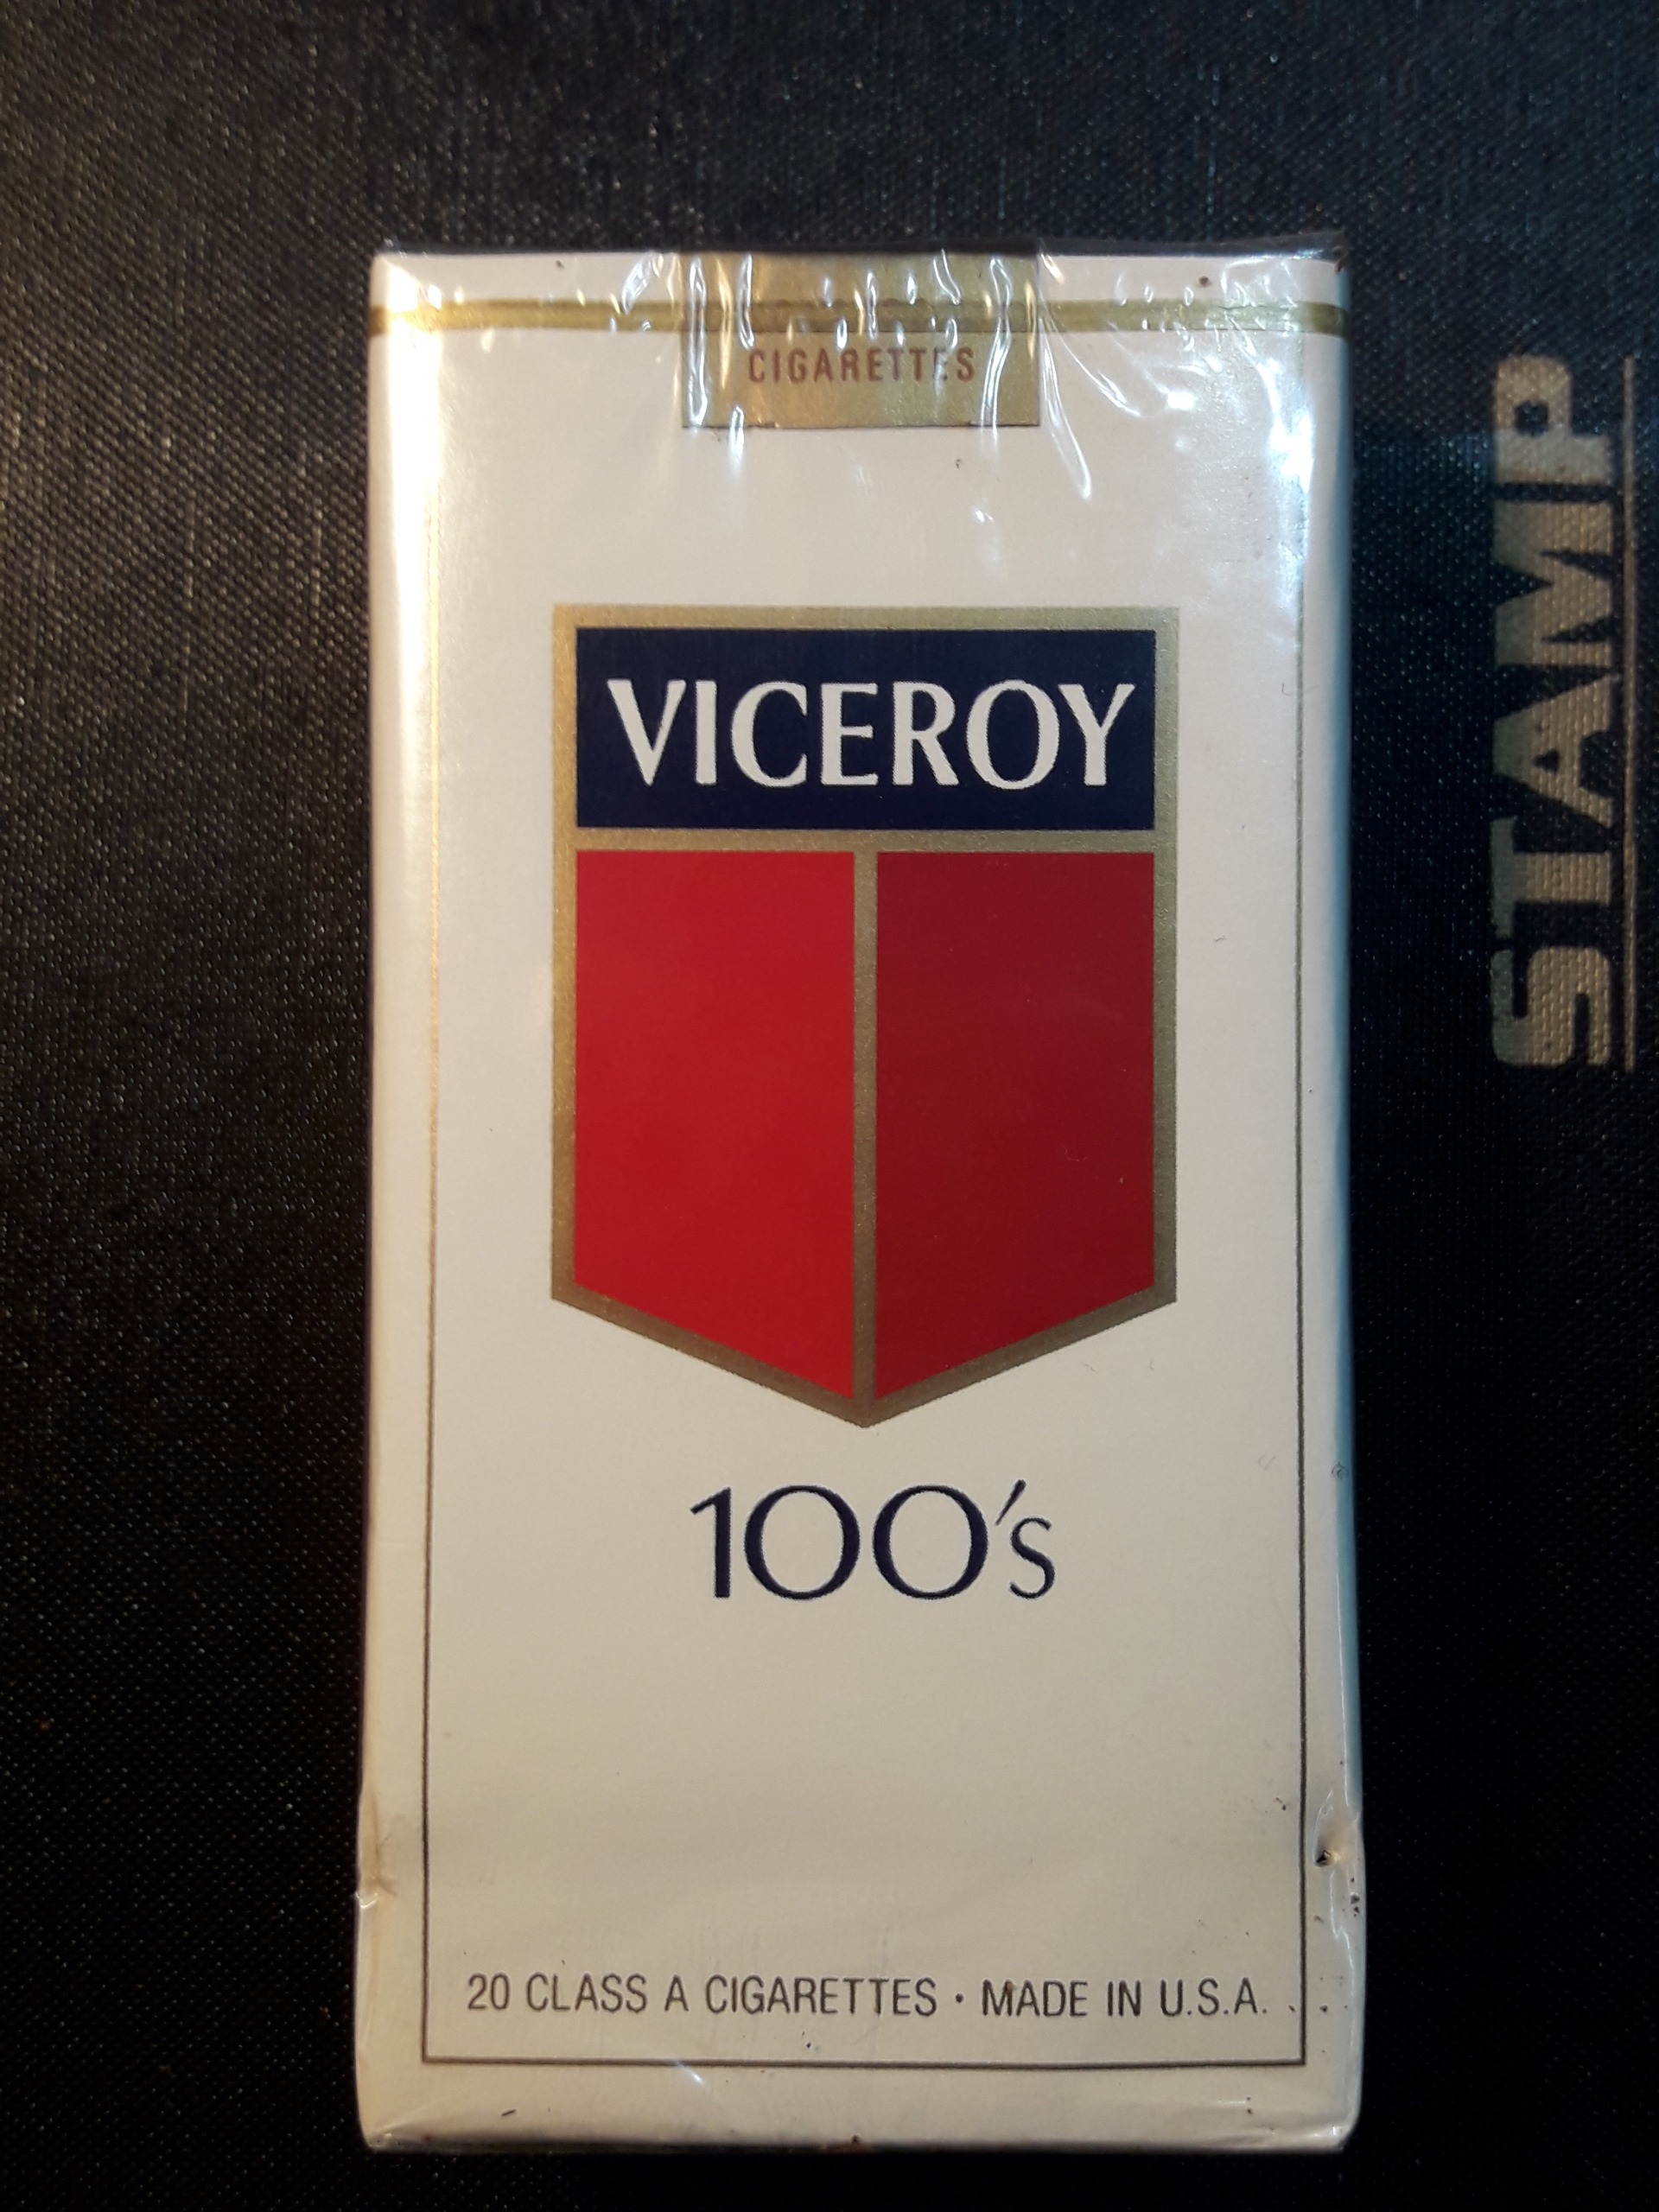 CIGARETTES
VICEROY
100's
20 CLASS A CIGARETTES · MADE IN U.S.A.
STAMP